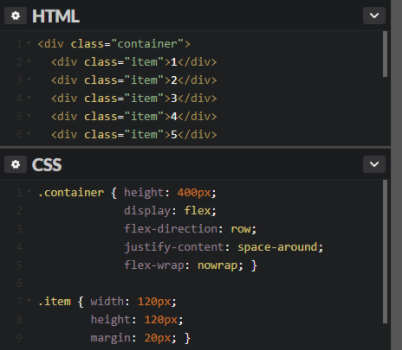 HTML
1 <div class="container">
2 <div class="item">1</div>
3 <div class="item">2</div>
4 <div class="item">3</div>
5 <div class="item">4</div>
6 <div class="item">5</div>
CSS
1 .container { height: 400px;
2 display: flex;
3 flex-direction: row;
4 justify-content: space-around;
5 flex-wrap: nowrap; }
6
7 .item { width: 120px;
8 height: 120px;
9 margin: 20px; }